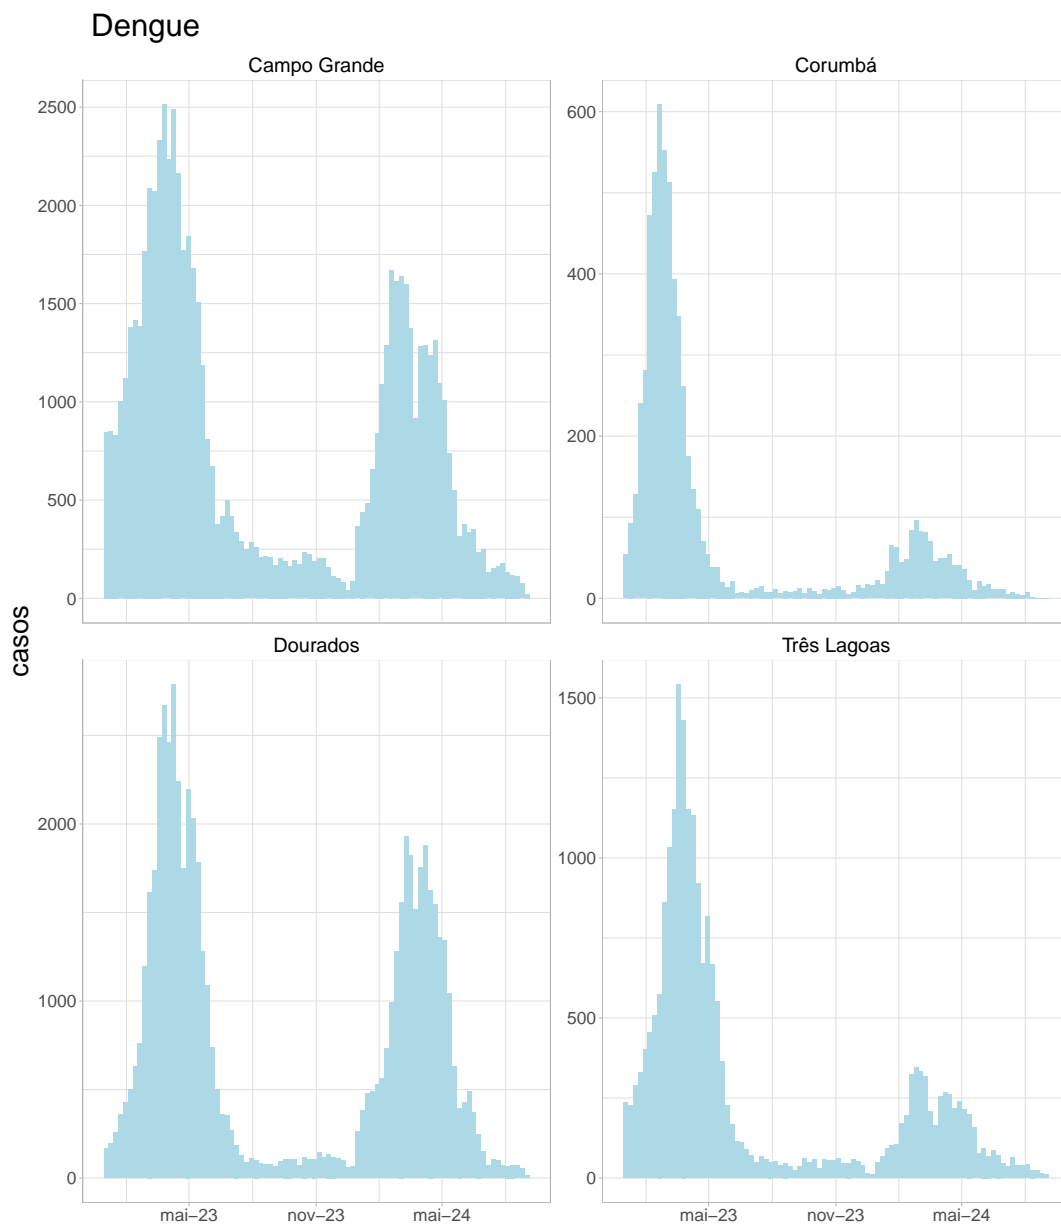 Dengue
Campo Grande
Corumbá
2500
2000
1500
1000
500
0
600
400
200
0
casos
Dourados
Três Lagoas
2000
1000
0
1500
1000
500
0
mai–23
nov–23
mai–24
mai–23
nov–23
mai–24